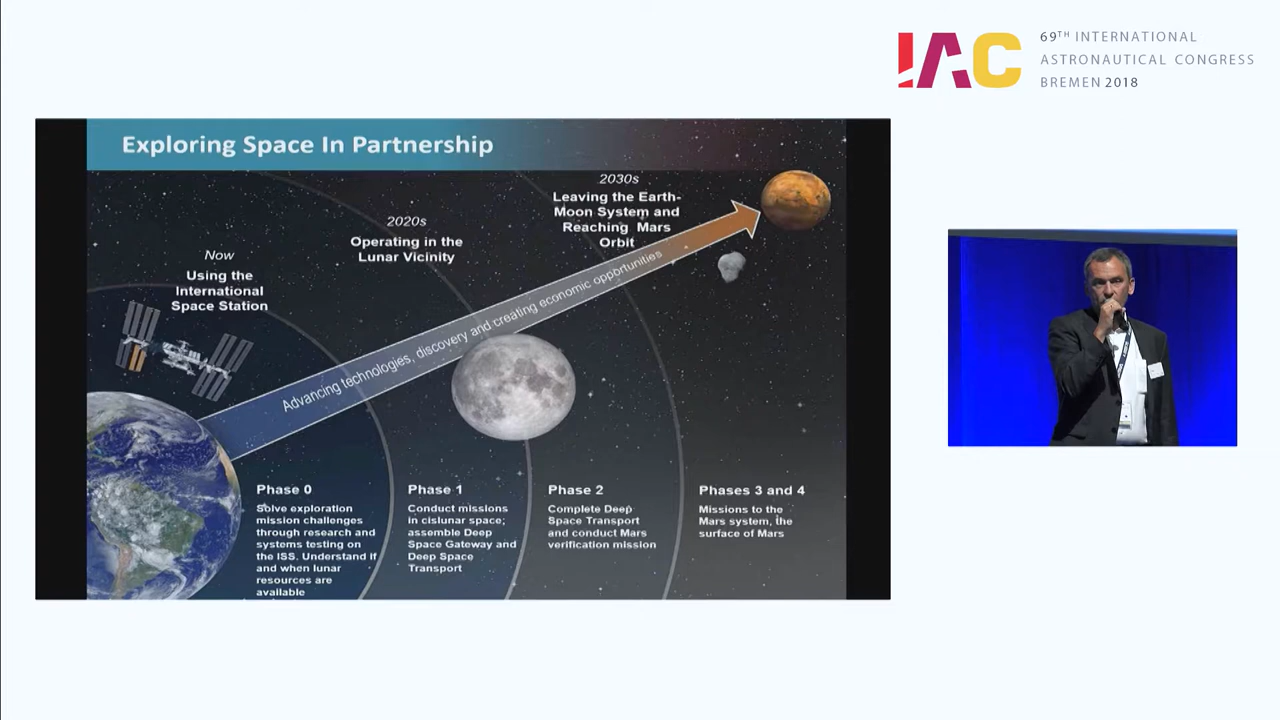 IAC
69TH INTERNATIONAL
ASTRONAUTICAL CONGRESS
BREMEN 2018
Exploring Space In Partnership
Now
Using the
International
Space Station
2020s
Operating in the
Lunar Vicinity
2030s
Leaving the Earth-
Moon System and
Reaching Mars
Orbit
Advancing technologies, discovery and creating economic opportunities
Phase 0
Solve exploration
mission challenges
through research and
systems testing on
the ISS. Understand if
and when lunar
resources are
available
Phase 1
Conduct missions
in cislunar space;
assemble Deep
Space Gateway and
Deep Space
Transport
Phase 2
Complete Deep
Space Transport
and conduct Mars
verification mission
Phases 3 and 4
Missions to the
Mars system, the
surface of Mars